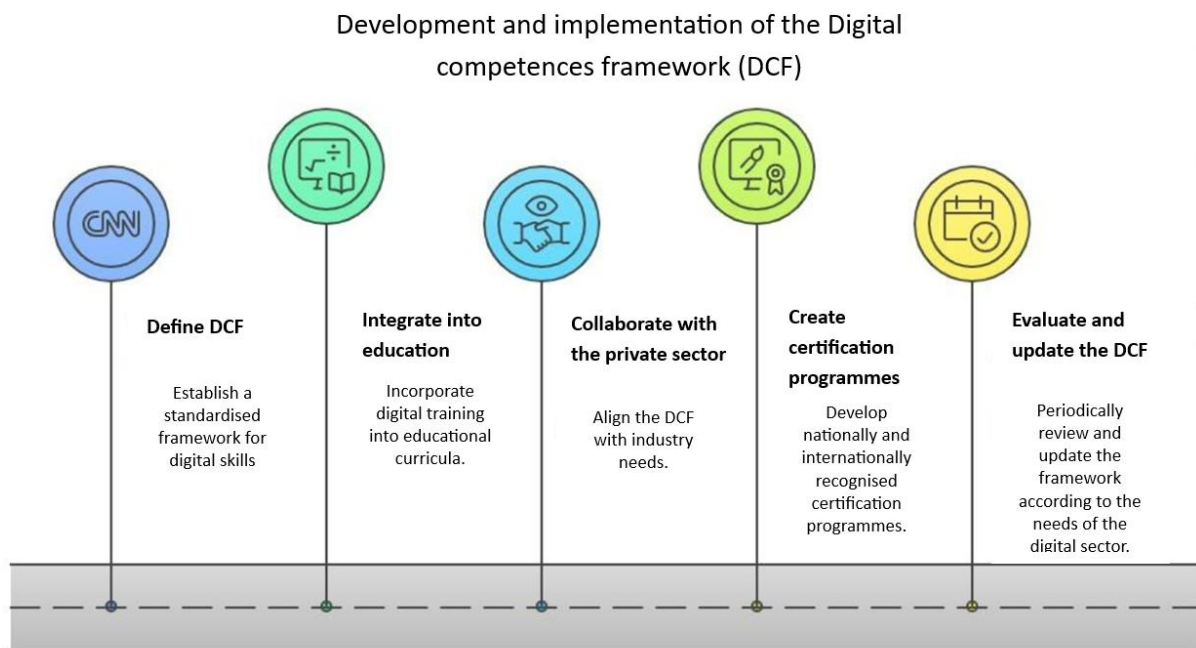 Development and implementation of the Digital
competences framework (DCF)
CNN
Define DCF
Establish a
standardised
framework for
digital skills
Integrate into
education
Incorporate
digital training
into educational
curricula.
Collaborate with
the private sector
Align the DCF
with industry
needs.
Create
certification
programmes
Develop
nationally and
internationally
recognised
certification
programmes.
Evaluate and
update the DCF
Periodically
review and
update the
framework
according to the
needs of the
digital sector.